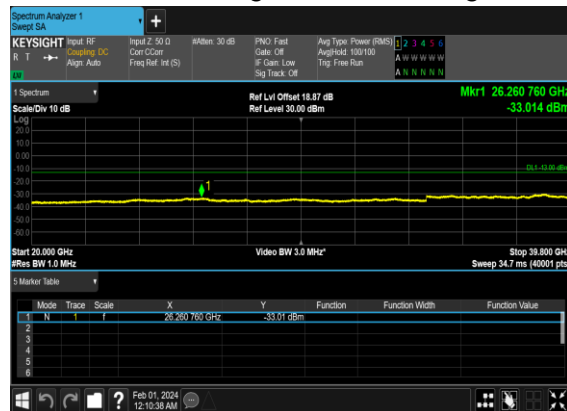 Spectrum Analyzer 1
Swept SA
+
KEYSIGHT Input: RF Input Z: 50 Ω #Atten: 30 dB PNO: Fast Avg Type: Power (RMS) 1 2 3 4 5 6
R T Coupling: DC Corr CCorr Gate: Off Avg|Hold: 100/100 A W W W W W
Align: Auto Freq Ref: Int (S) IF Gain: Low Trig: Free Run
Sig Track: Off A N N N N N
1 Spectrum Ref Lvl Offset 18.87 dB Mkr1 26.260 760 GHz
Scale/Div 10 dB Ref Level 30.00 dBm -33.014 dBm
Log
20.0
10.0
0.00
-10.0 DL1 -13.00 dBm
-20.0
-30.0 1
-40.0
-50.0
-60.0
Start 20.000 GHz Video BW 3.0 MHz* Stop 39.800 GHz
#Res BW 1.0 MHz Sweep 34.7 ms (40001 pts)
5 Marker Table
Mode Trace Scale X Y Function Function Width Function Value
1 N 1 f 26.260 760 GHz -33.01 dBm
2
3
4
5
6
? Feb 01, 2024
12:10:38 AM